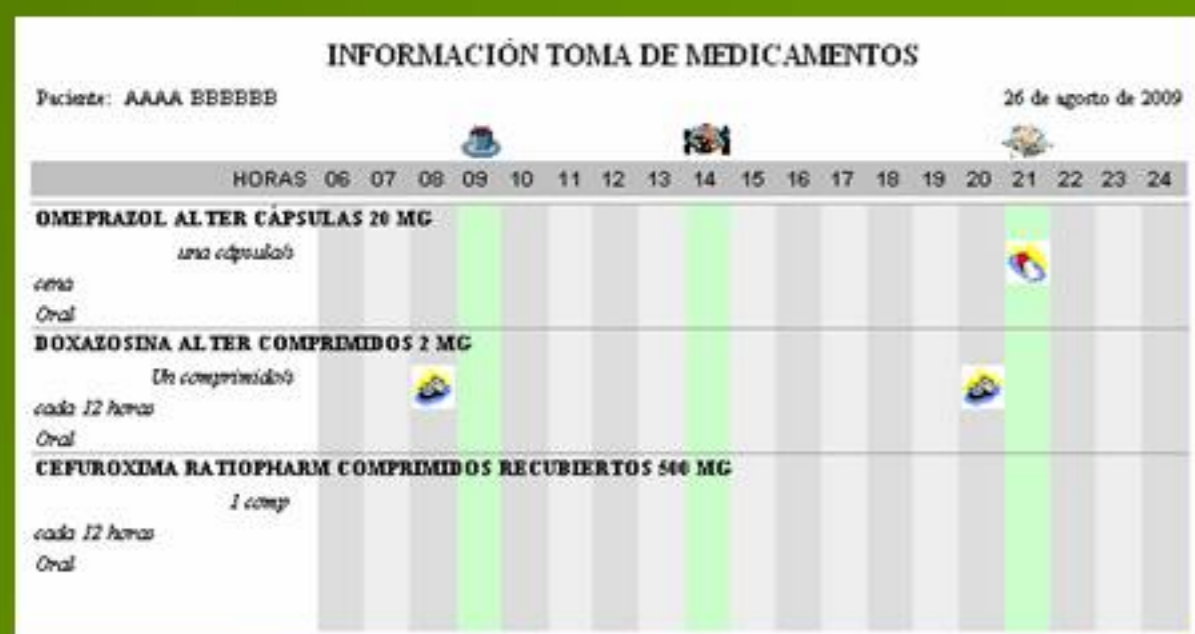 INFORMACIÓN TOMA DE MEDICAMENTOS
Paciente: AAAA BBBBBB 26 de agosto de 2009
HORAS 06 07 08 09 10 11 12 13 14 15 16 17 18 19 20 21 22 23 24
OMEPRAZOL ALTER CÁPSULAS 20 MG
una cápsula/s
cena
Oral
DOXAZOSINA ALTER COMPRIMIDOS 2 MG
Un comprimido/s
cada 12 horas
Oral
CEFUROXIMA RATIOPHARM COMPRIMIDOS RECUBIERTOS 500 MG
1 comp
cada 12 horas
Oral